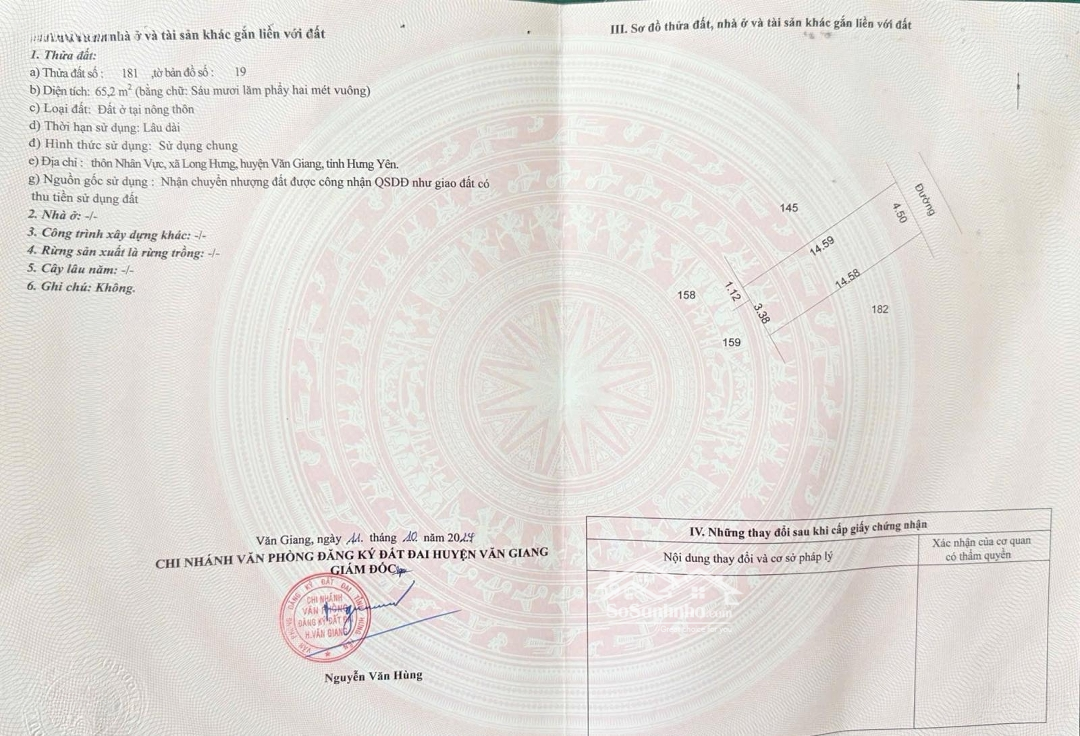 nhà ở và tài sản khác gắn liền với đất
1. Thửa đất:
a) Thửa đất số : 181 ,tờ bản đồ số : 19
b) Diện tích: 65,2 m² (bằng chữ: Sáu mươi lăm phẩy hai mét vuông)
c) Loại đất: Đất ở tại nông thôn
d) Thời hạn sử dụng: Lâu dài
đ) Hình thức sử dụng: Sử dụng chung
e) Địa chỉ : thôn Nhân Vực, xã Long Hưng, huyện Văn Giang, tỉnh Hưng Yên.
g) Nguồn gốc sử dụng : Nhận chuyển nhượng đất được công nhận QSDĐ như giao đất có
thu tiền sử dụng đất
2. Nhà ở: -/-
3. Công trình xây dựng khác: -/-
4. Rừng sản xuất là rừng trồng: -/-
5. Cây lâu năm: -/-
6. Ghi chú: Không.
Văn Giang, ngày 11 tháng 10 năm 2024
CHI NHÁNH VĂN PHÒNG ĐĂNG KÝ ĐẤT ĐAI HUYỆN VĂN GIANG
GIÁM ĐỐC
CHI NHÁNH
VĂN PHÒNG
ĐĂNG KÝ ĐẤT
H.VĂN GIANG
Nguyễn Văn Hùng
III. Sơ đồ thửa đất, nhà ở và tài sản khác gắn liền với đất
Đường
145
4.50
14.59
14.58
158
1.12
3.38
182
159
IV. Những thay đổi sau khi cấp giấy chứng nhận
Nội dung thay đổi và cơ sở pháp lý
Xác nhận của cơ quan
có thẩm quyền
SoSanhnha.com